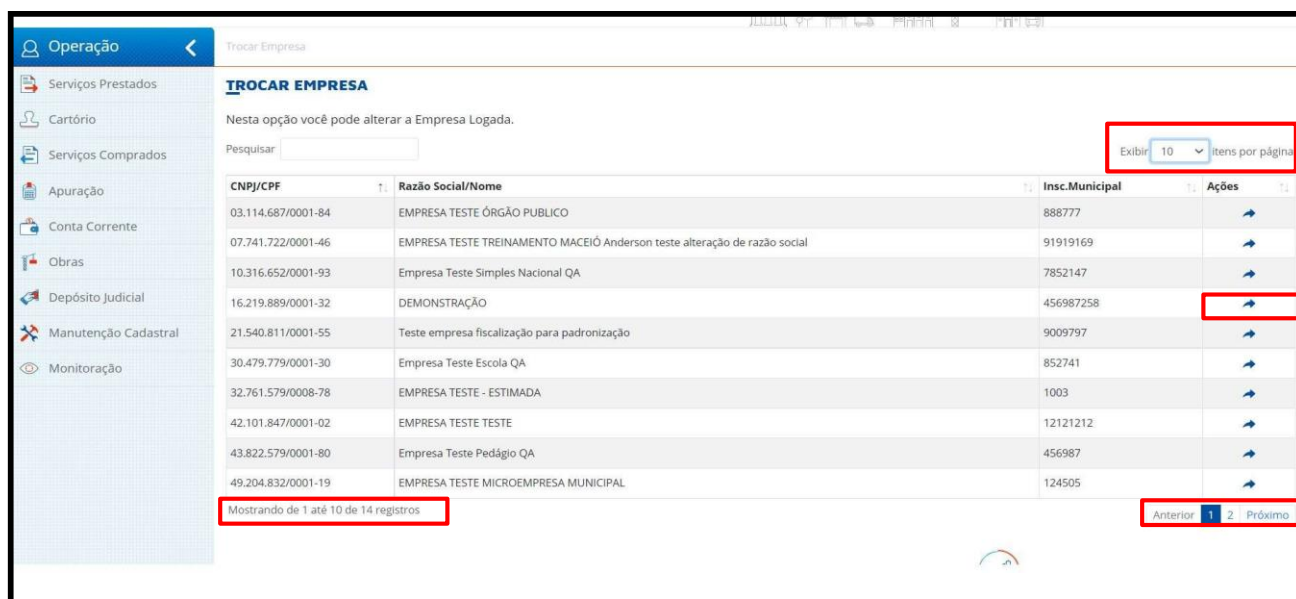 Operação
Trocar Empresa
Serviços Prestados
Cartório
Serviços Comprados
Apuração
Conta Corrente
Obras
Depósito Judicial
Manutenção Cadastral
Monitoração
TROCAR EMPRESA
Nesta opção você pode alterar a Empresa Logada.
Pesquisar
Exibir 10 itens por página
CNPJ/CPF Razão Social/Nome Insc.Municipal Ações
03.114.687/0001-84 EMPRESA TESTE ÓRGÃO PUBLICO 888777
07.741.722/0001-46 EMPRESA TESTE TREINAMENTO MACEIÓ Anderson teste alteração de razão social 91919169
10.316.652/0001-93 Empresa Teste Simples Nacional QA 7852147
16.219.889/0001-32 DEMONSTRAÇÃO 456987258
21.540.811/0001-55 Teste empresa fiscalização para padronização 9009797
30.479.779/0001-30 Empresa Teste Escola QA 852741
32.761.579/0008-78 EMPRESA TESTE - ESTIMADA 1003
42.101.847/0001-02 EMPRESA TESTE TESTE 12121212
43.822.579/0001-80 Empresa Teste Pedágio QA 456987
49.204.832/0001-19 EMPRESA TESTE MICROEMPRESA MUNICIPAL 124505
Mostrando de 1 até 10 de 14 registros
Anterior 1 2 Próximo